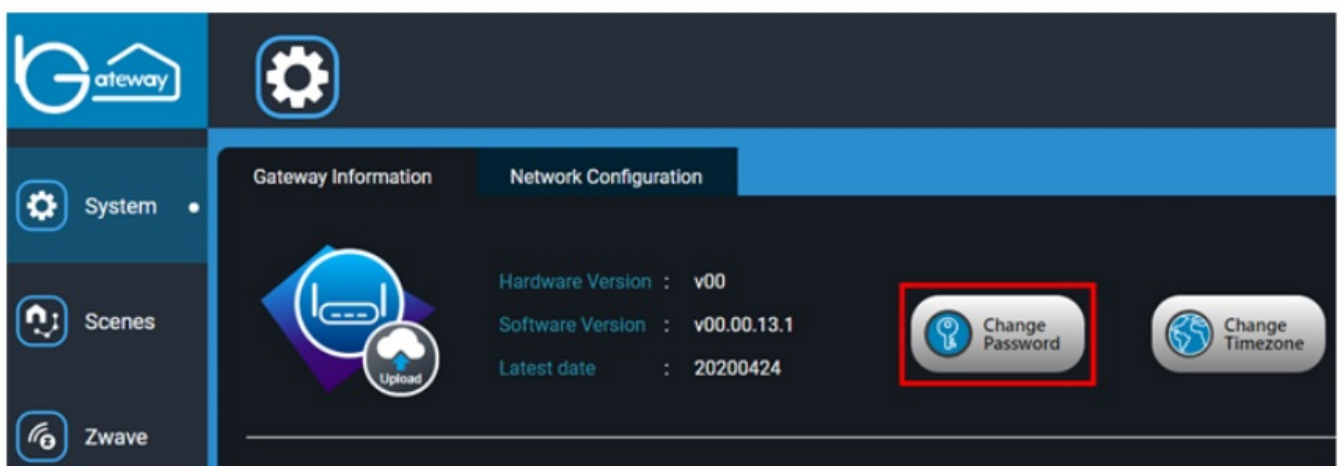 Gateway
Gateway Information
Network Configuration
System
Hardware Version : v00
Software Version : v00.00.13.1
Latest date : 20200424
Upload
Change
Password
Change
Timezone
Scenes
Zwave